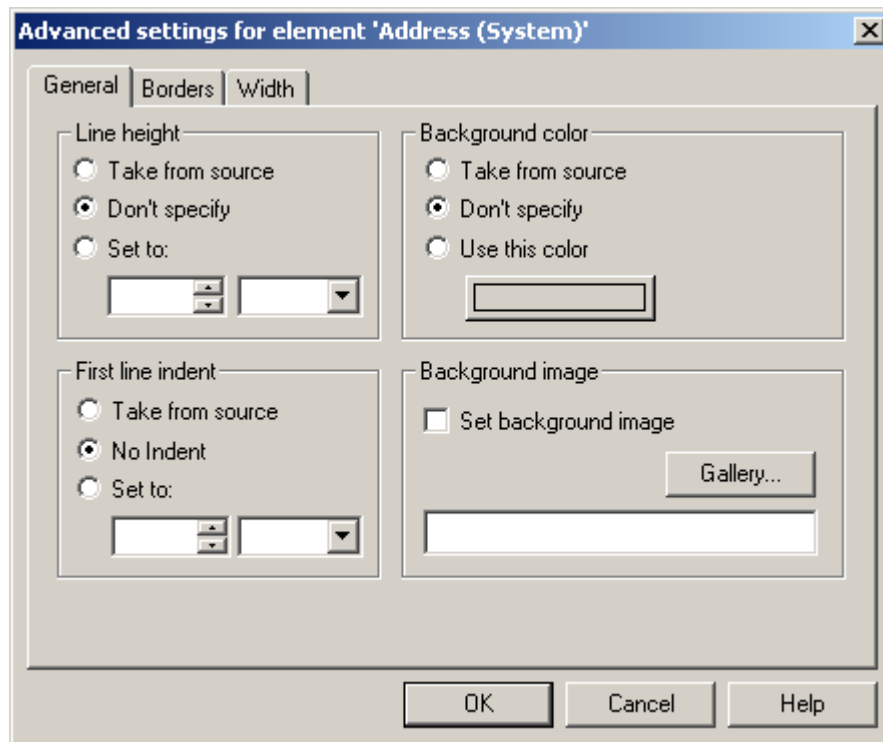 Advanced settings for element 'Address (System)'
General Borders Width
Line height
Take from source
Don't specify
Set to:
Background color
Take from source
Don't specify
Use this color
First line indent
Take from source
No Indent
Set to:
Background image
Set background image
Gallery...
OK Cancel Help